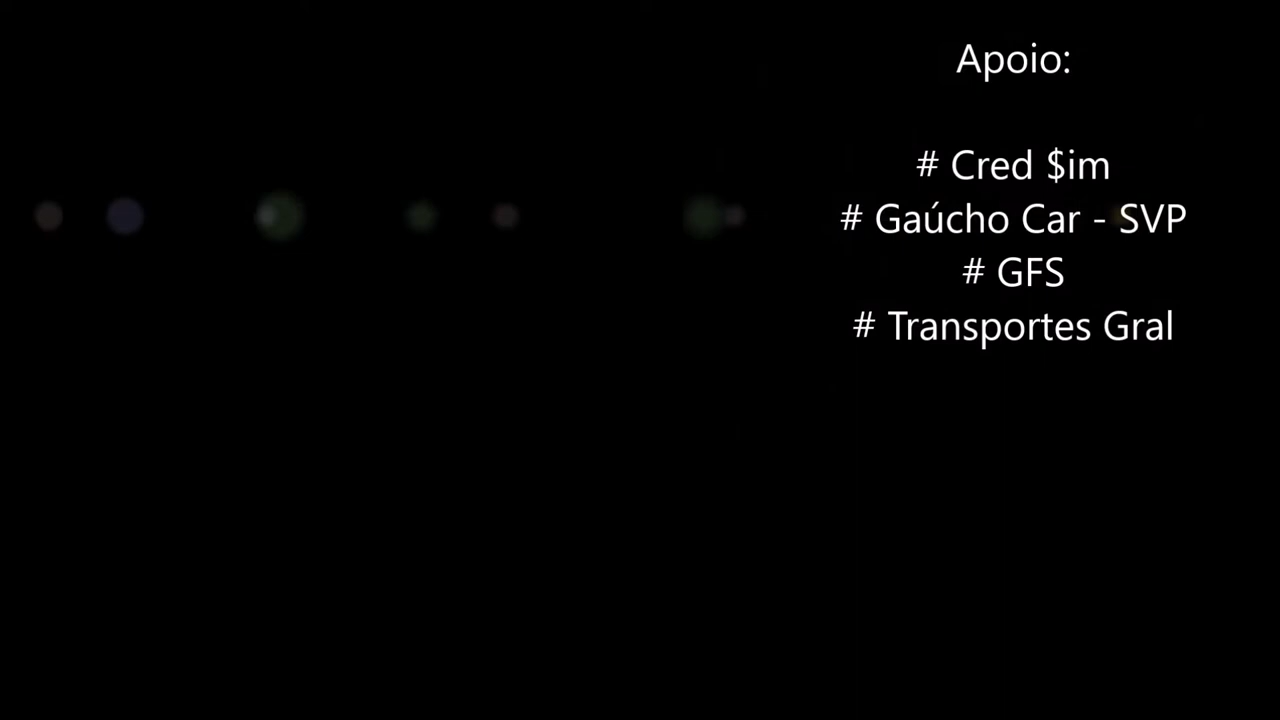 Apoio:
# Cred $im
# Gaúcho Car - SVP
# GFS
# Transportes Gral